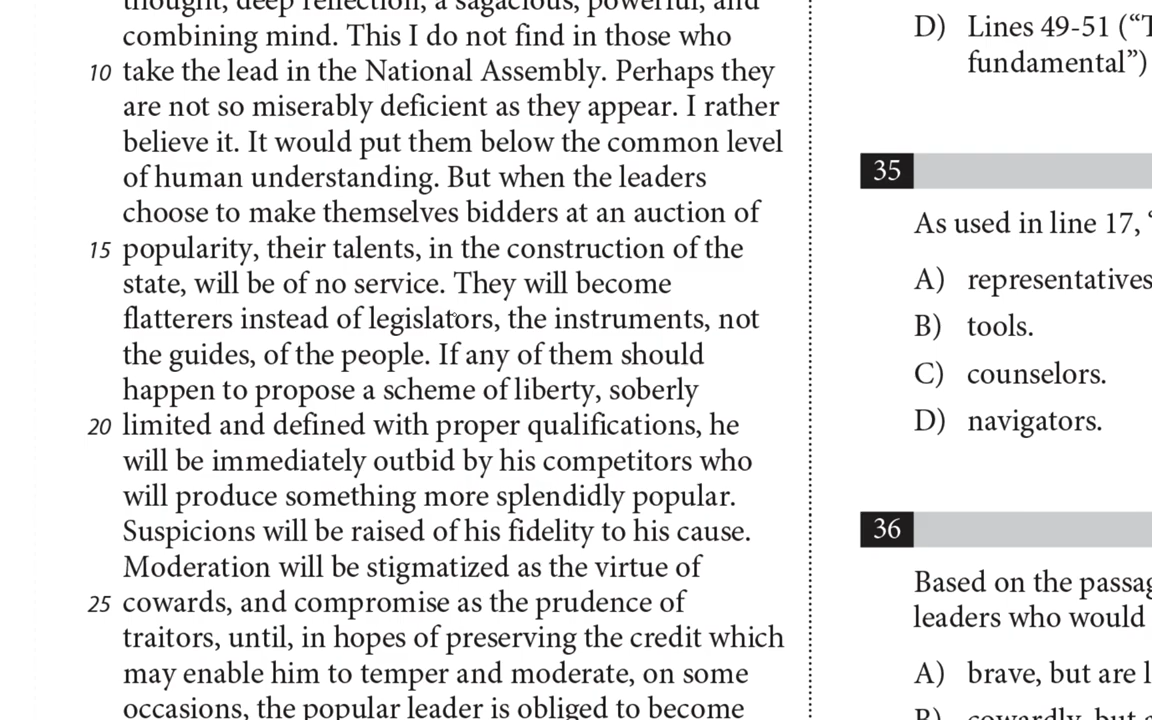 thought, deep reflection, a sagacious, powerful, and
combining mind. This I do not find in those who
10 take the lead in the National Assembly. Perhaps they
are not so miserably deficient as they appear. I rather
believe it. It would put them below the common level
of human understanding. But when the leaders
choose to make themselves bidders at an auction of
15 popularity, their talents, in the construction of the
state, will be of no service. They will become
flatterers instead of legislators, the instruments, not
the guides, of the people. If any of them should
happen to propose a scheme of liberty, soberly
20 limited and defined with proper qualifications, he
will be immediately outbid by his competitors who
will produce something more splendidly popular.
Suspicions will be raised of his fidelity to his cause.
Moderation will be stigmatized as the virtue of
25 cowards, and compromise as the prudence of
traitors, until, in hopes of preserving the credit which
may enable him to temper and moderate, on some
occasions, the popular leader is obliged to become
D) Lines 49-51 (“T
fundamental”)
35
As used in line 17, “
A) representatives
B) tools.
C) counselors.
D) navigators.
36
Based on the passag
leaders who would
A) brave, but are l
B) cowardly, but